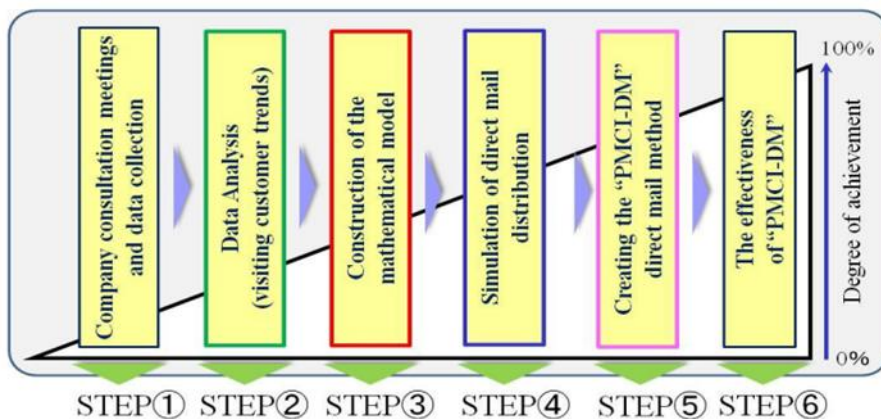 Company consultation meetings
and data collection
Data Analysis
(visiting customer trends)
Construction of the
mathematical model
Simulation of direct mail
distribution
Creating the “PMCI-DM”
direct mail method
The effectiveness
of “PMCI-DM”
100%
Degree of achievement
0%
STEP①
STEP②
STEP③
STEP④
STEP⑤
STEP⑥